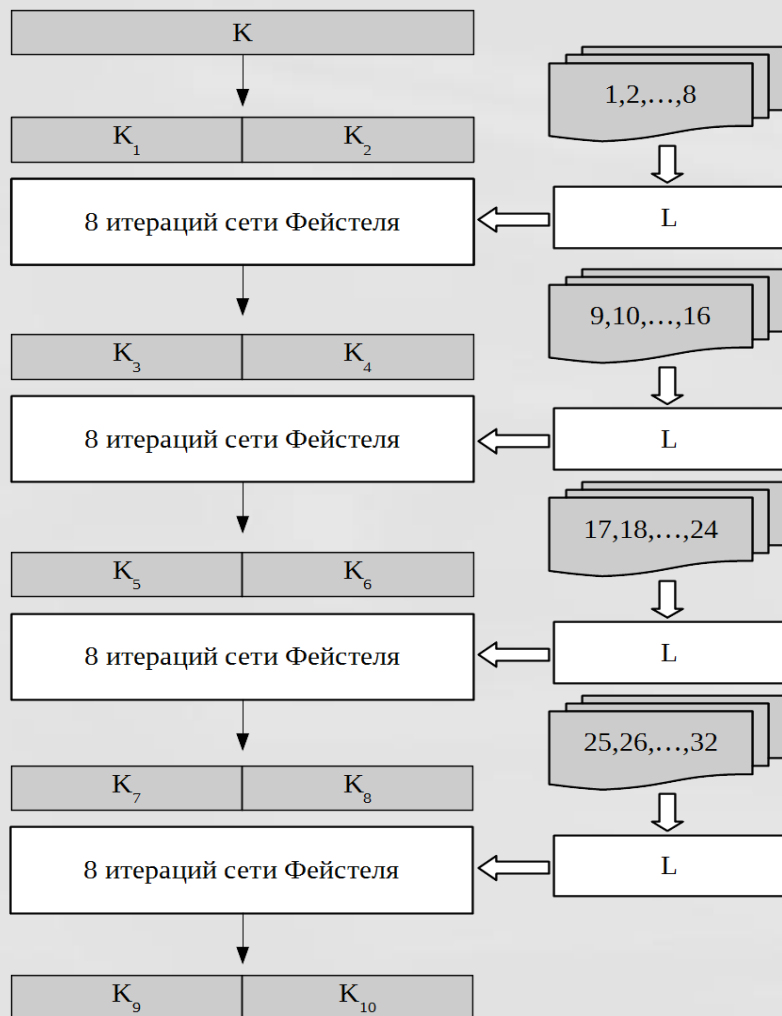 K
1,2,…,8
K1 K2
8 итераций сети Фейстеля
L
9,10,…,16
K3 K4
8 итераций сети Фейстеля
L
17,18,…,24
K5 K6
8 итераций сети Фейстеля
L
25,26,…,32
K7 K8
8 итераций сети Фейстеля
L
K9 K10